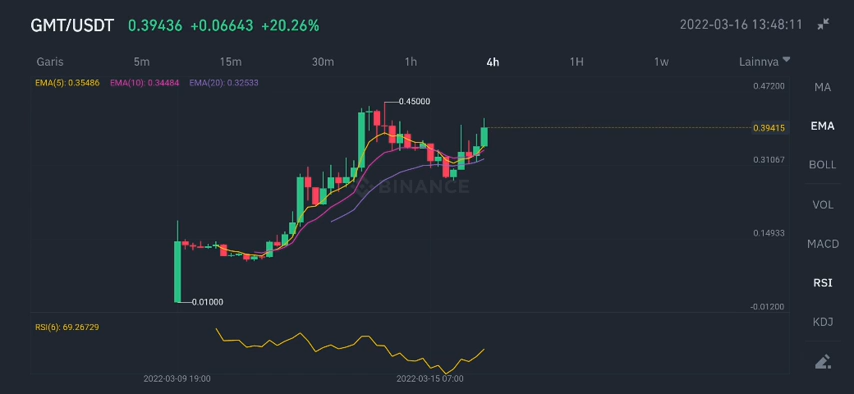 GMT/USDT 0.39436 +0.06643 +20.26% 2022-03-16 13:48:11
Garis 5m 15m 30m 1h 4h 1H 1w Lainnya
EMA(5): 0.35486 EMA(10): 0.34484 EMA(20): 0.32533
0.47200
MA
0.45000
EMA
0.39415
0.31067
BOLL
BINANCE
VOL
0.14933
MACD
RSI
0.01000
-0.01200
KDJ
RSI(6): 69.26729
2022-03-09 19:00 2022-03-15 07:00